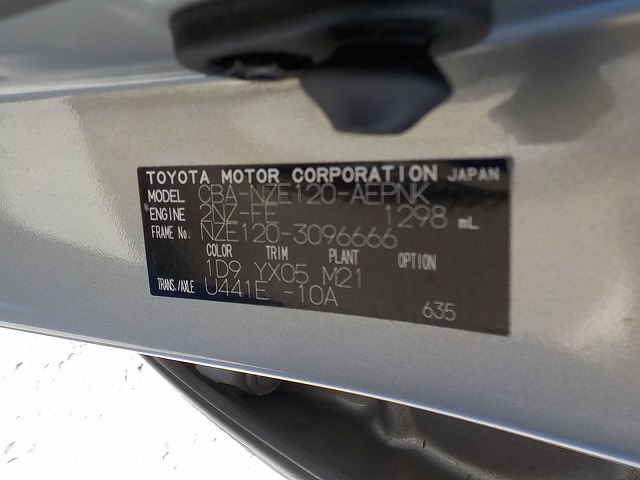 TOYOTA MOTOR CORPORATION JAPAN
MODEL CBA-NZE120-AEPNK
ENGINE 2NZ-FE 1298 mL
FRAME No. NZE120-3096666
COLOR TRIM PLANT OPTION
1D9 YX05 M21
TRANS./AXLE U441E -10A
635